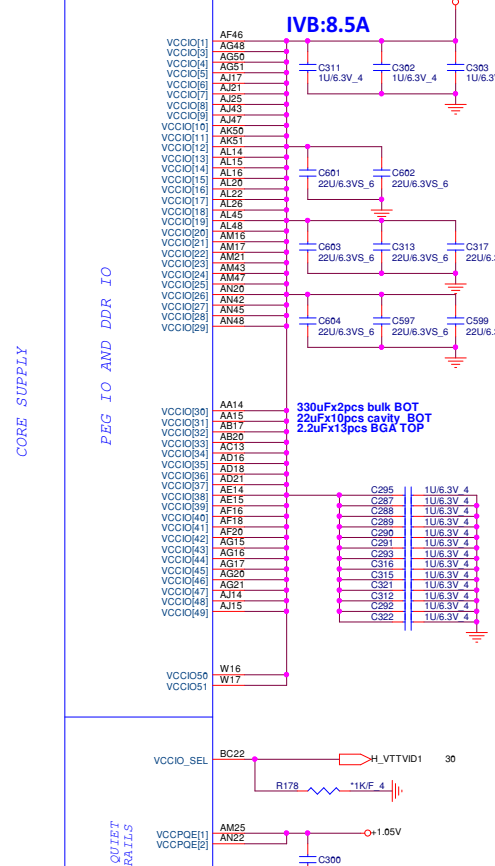 IVB:8.5A
VCCIO[1] AF46
VCCIO[3] AG48
VCCIO[4] AG50
VCCIO[5] AG51
VCCIO[6] AJ17
VCCIO[7] AJ21
VCCIO[8] AJ25
VCCIO[9] AJ43
VCCIO[10] AJ47
VCCIO[11] AK50
VCCIO[12] AK51
VCCIO[13] AL14
VCCIO[14] AL15
VCCIO[15] AL16
VCCIO[16] AL20
VCCIO[17] AL22
VCCIO[18] AL26
VCCIO[19] AL45
VCCIO[20] AL48
VCCIO[21] AM16
VCCIO[22] AM17
VCCIO[23] AM21
VCCIO[24] AM43
VCCIO[25] AM47
VCCIO[26] AN20
VCCIO[27] AN42
VCCIO[28] AN45
VCCIO[29] AN48
C311 C302 C303
1U/6.3V_4 1U/6.3V_4 1U/6.3
C601 C602
22U/6.3VS_6 22U/6.3VS_6
C603 C313 C317
22U/6.3VS_6 22U/6.3VS_6 22U/6.
C604 C597 C599
22U/6.3VS_6 22U/6.3VS_6 22U/6.
CORE SUPPLY
PEG IO AND DDR IO
VCCIO[30] AA14
VCCIO[31] AA15
VCCIO[32] AB17
VCCIO[33] AB20
VCCIO[34] AC13
VCCIO[35] AD16
VCCIO[36] AD18
VCCIO[37] AD21
VCCIO[38] AE14
VCCIO[39] AE15
VCCIO[40] AF16
VCCIO[41] AF18
VCCIO[42] AF20
VCCIO[43] AG15
VCCIO[44] AG16
VCCIO[45] AG17
VCCIO[46] AG20
VCCIO[47] AG21
VCCIO[48] AJ14
VCCIO[49] AJ15
330uFx2pcs bulk BOT
22uFx10pcs cavity BOT
2.2uFx13pcs BGA TOP
C295 1U/6.3V_4
C287 1U/6.3V_4
C288 1U/6.3V_4
C289 1U/6.3V_4
C290 1U/6.3V_4
C291 1U/6.3V_4
C293 1U/6.3V_4
C316 1U/6.3V_4
C315 1U/6.3V_4
C321 1U/6.3V_4
C312 1U/6.3V_4
C292 1U/6.3V_4
C322 1U/6.3V_4
VCCIO50 W16
VCCIO51 W17
VCCIO_SEL BC22 H_VTTVID1 30
R178 *1K/F_4
QUIET
RAILS
VCCPQE[1] AM25 +1.05V
VCCPQE[2] AN22
C300